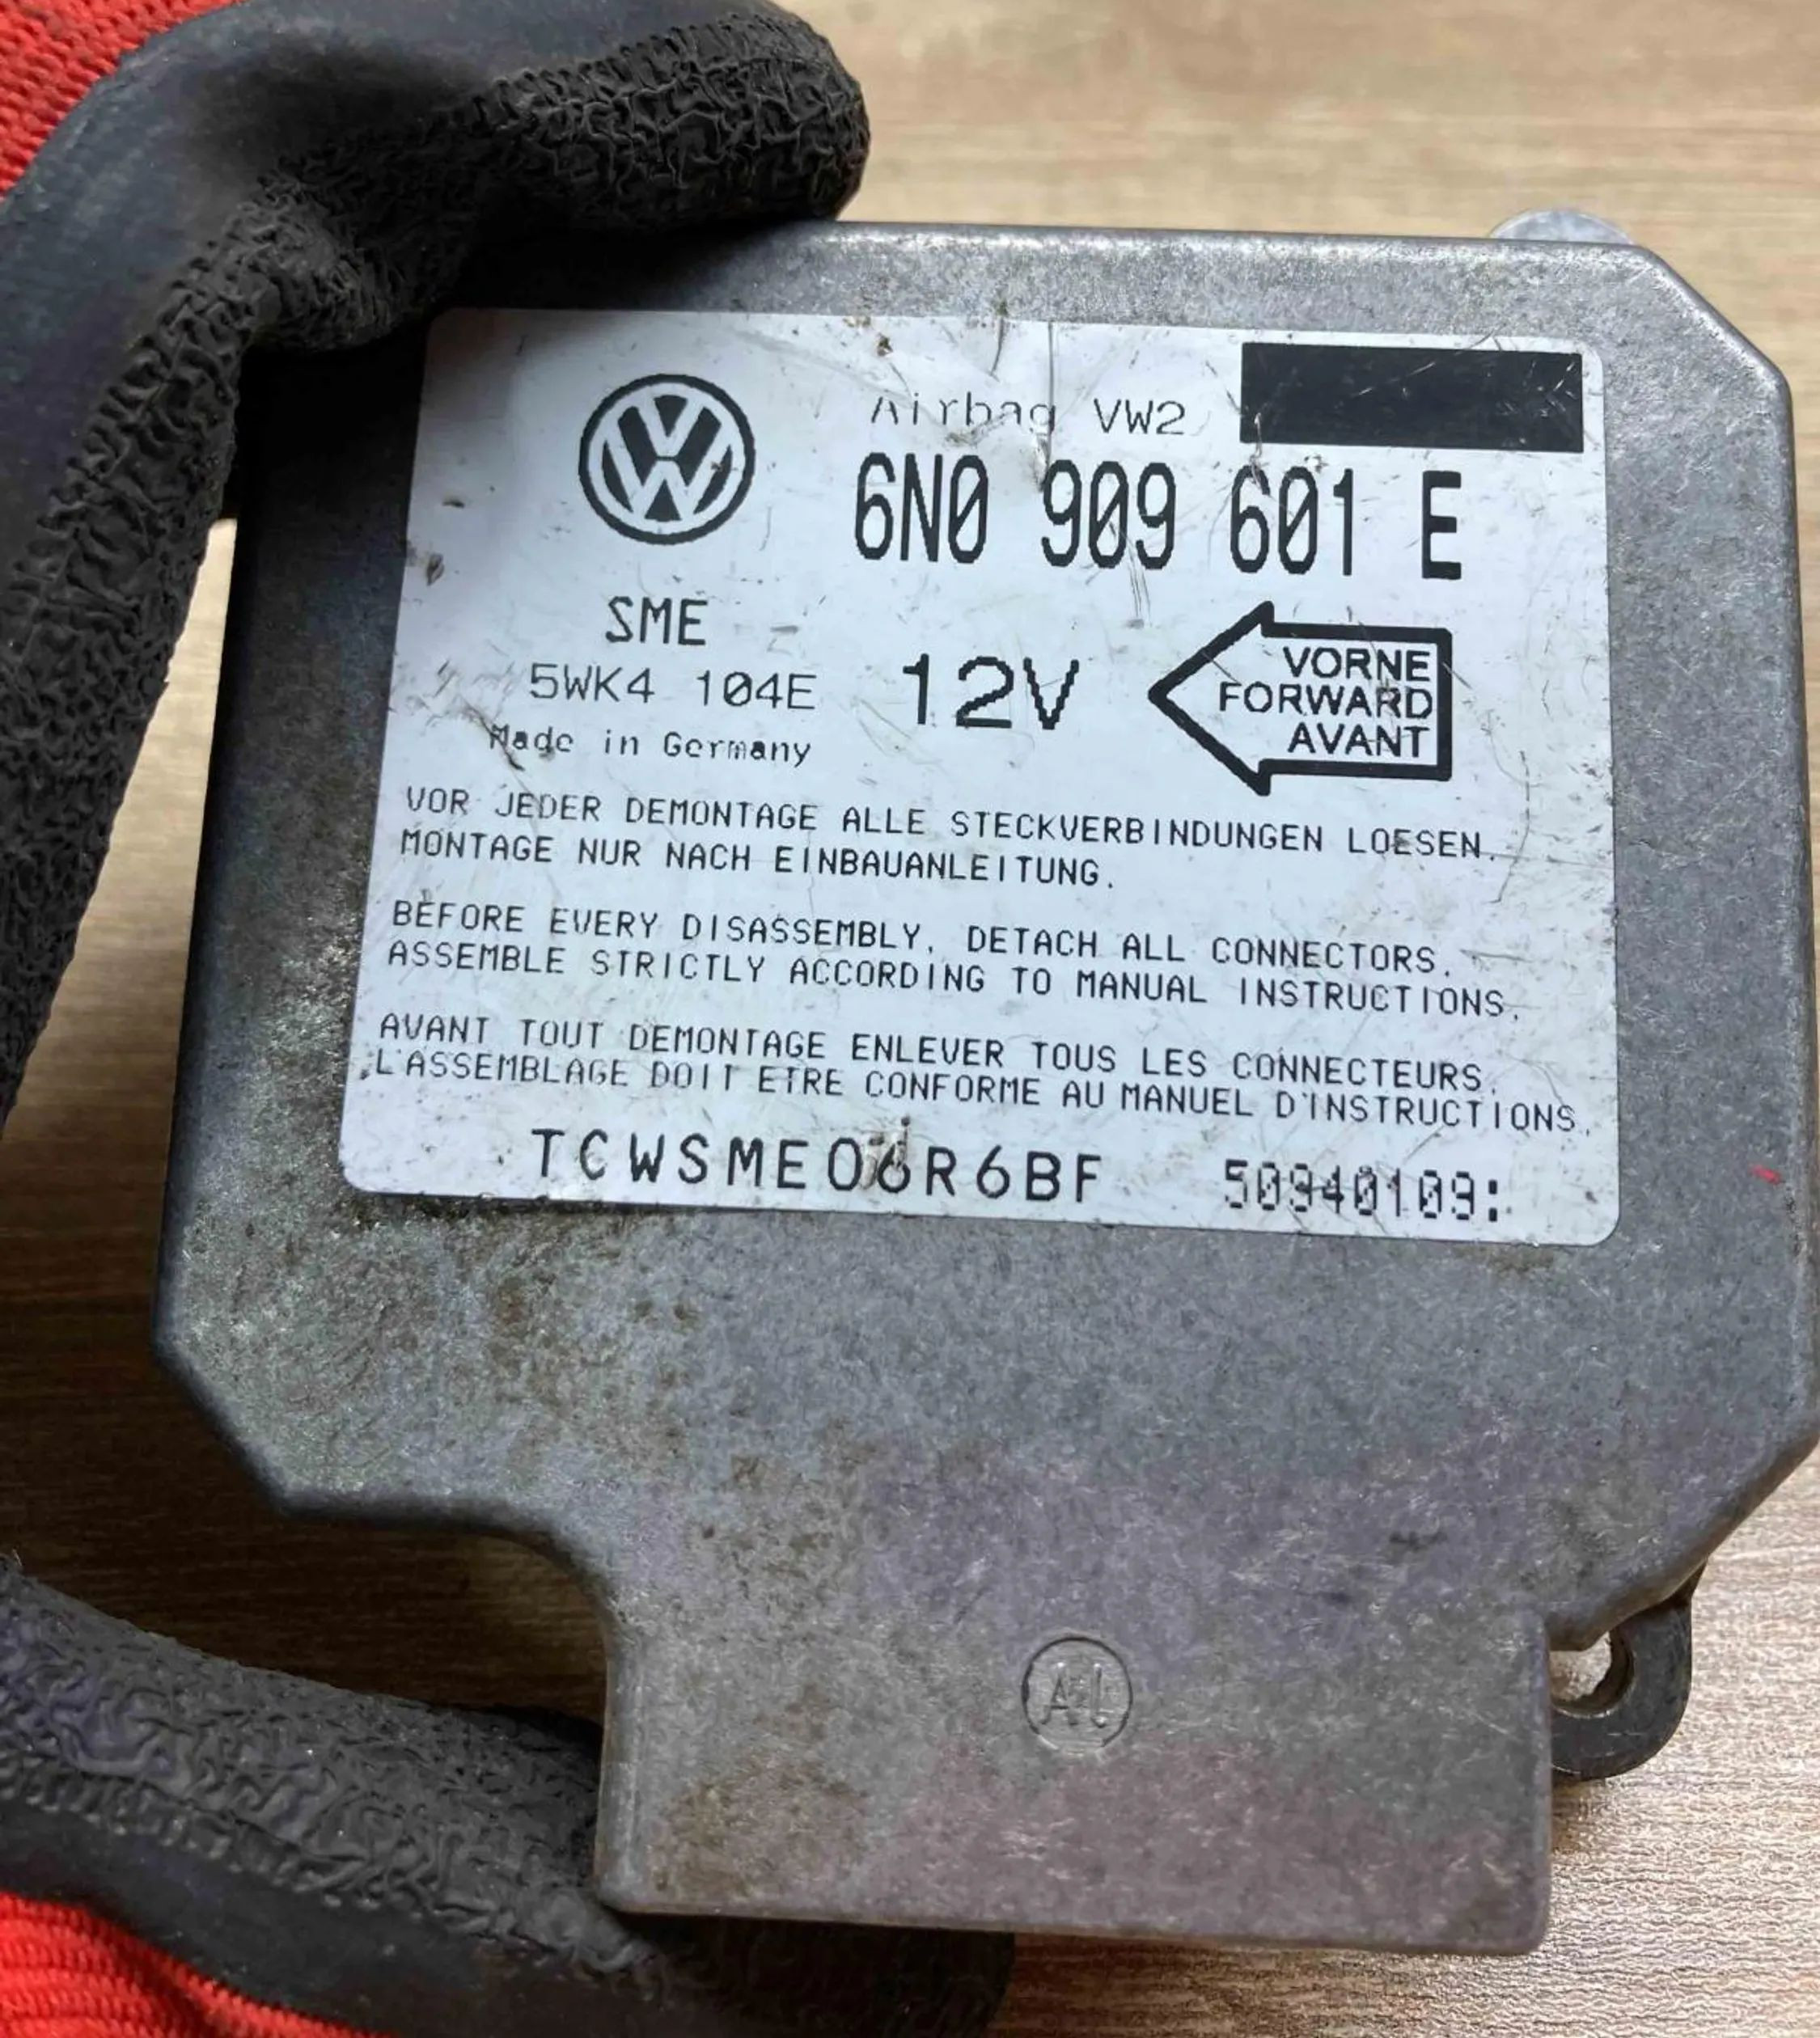 Airbag VW2
6N0 909 601 E
SME
5WK4 104E
Made in Germany
12V
VORNE
FORWARD
AVANT
VOR JEDER DEMONTAGE ALLE STECKVERBINDUNGEN LOESEN.
MONTAGE NUR NACH EINBAUANLEITUNG.
BEFORE EVERY DISASSEMBLY, DETACH ALL CONNECTORS.
ASSEMBLE STRICTLY ACCORDING TO MANUAL INSTRUCTIONS.
AVANT TOUT DEMONTAGE ENLEVER TOUS LES CONNECTEURS.
L'ASSEMBLAGE DOIT ETRE CONFORME AU MANUEL D'INSTRUCTIONS.
TCWSME06R6BF